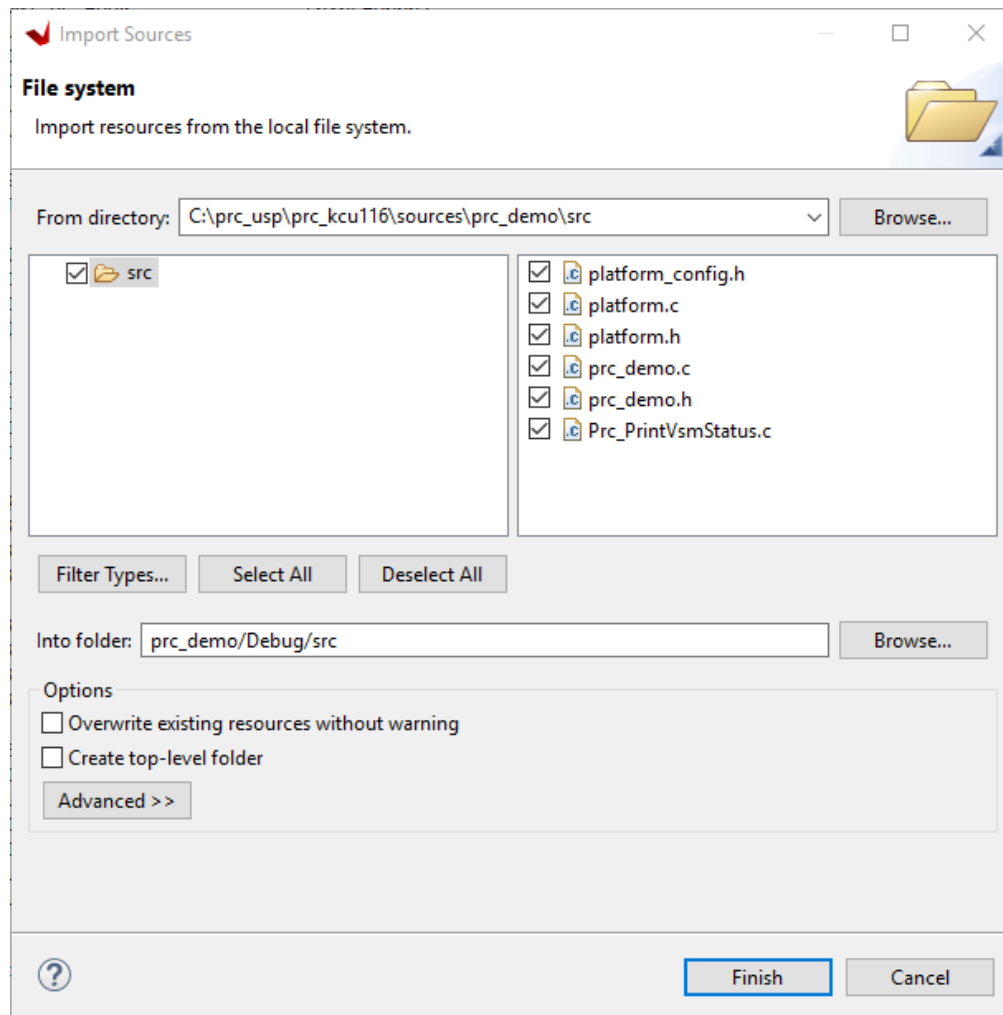 Import Sources
File system
Import resources from the local file system.
From directory: C:\prc_usp\prc_kcu116\sources\prc_demo\src Browse...
src
.c platform_config.h
.c platform.c
.c platform.h
.c prc_demo.c
.c prc_demo.h
.c Prc_PrintVsmStatus.c
Filter Types... Select All Deselect All
Into folder: prc_demo/Debug/src Browse...
Options
Overwrite existing resources without warning
Create top-level folder
Advanced >>
? Finish Cancel